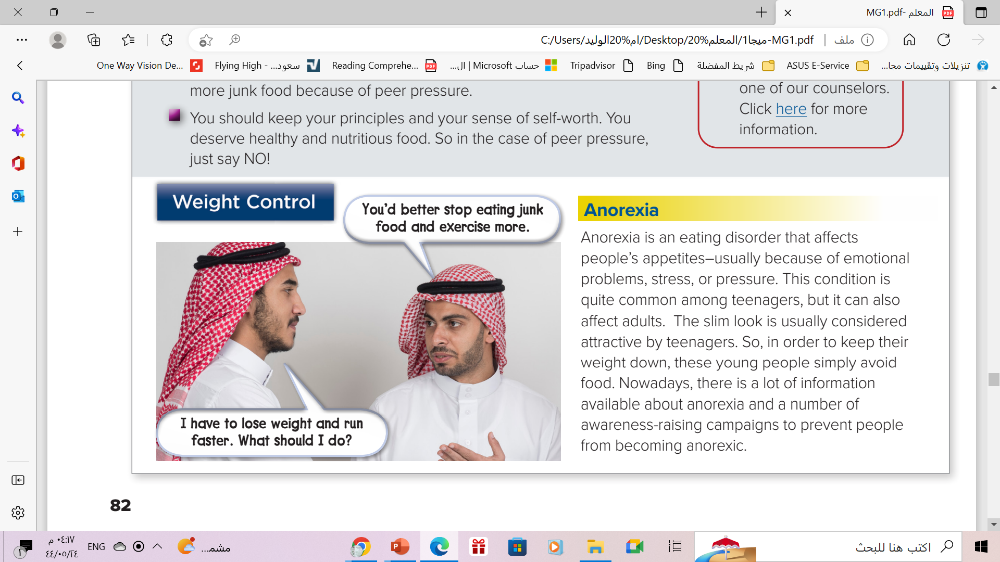 المعلم -MG1.pdf
C:/Users/ام%20الوليد/Desktop/المعلم%20/ميجا1-MG1.pdf
ملف
One Way Vision De...
Flying High - سعود...
Reading Comprehe...
حساب Microsoft | ال...
Tripadvisor
Bing
شريط المفضلة
ASUS E-Service
تنزيلات وتقييمات مجا...
more junk food because of peer pressure.
You should keep your principles and your sense of self-worth. You
deserve healthy and nutritious food. So in the case of peer pressure,
just say NO!
one of our counselors.
Click here for more
information.
Weight Control
You'd better stop eating junk
food and exercise more.
I have to lose weight and run
faster. What should I do?
Anorexia
Anorexia is an eating disorder that affects
people's appetites–usually because of emotional
problems, stress, or pressure. This condition is
quite common among teenagers, but it can also
affect adults. The slim look is usually considered
attractive by teenagers. So, in order to keep their
weight down, these young people simply avoid
food. Nowadays, there is a lot of information
available about anorexia and a number of
awareness-raising campaigns to prevent people
from becoming anorexic.
82
٠٤:١٧ م
٤٤/٠٥/٢٤
ENG
مشمـ...
اكتب هنا للبحث